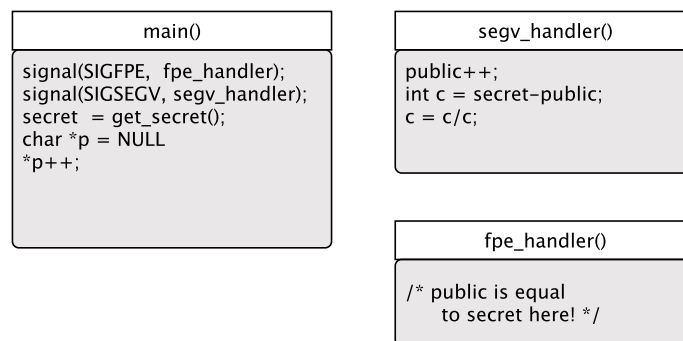 main()
signal(SIGFPE, fpe_handler);
signal(SIGSEGV, segv_handler);
secret = get_secret();
char *p = NULL
*p++;
segv_handler()
public++;
int c = secret-public;
c = c/c;
fpe_handler()
/* public is equal
to secret here! */